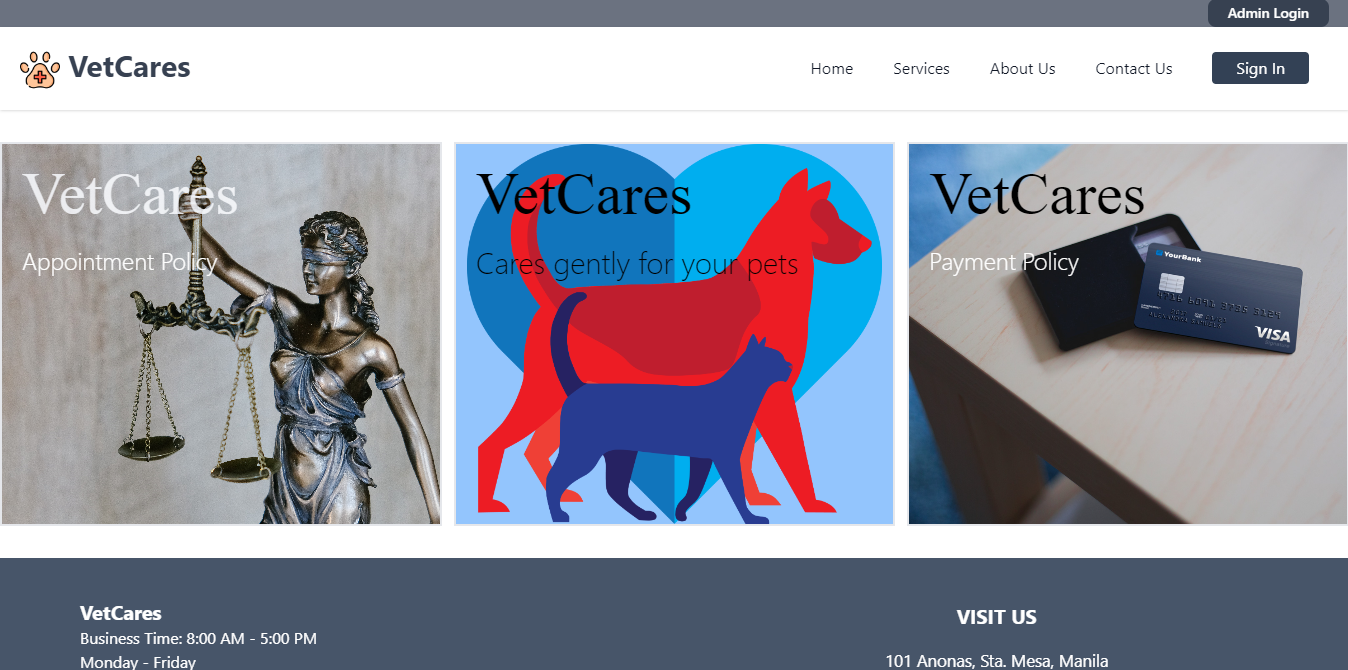 Admin Login
VetCares
Home Services About Us Contact Us Sign In
VetCares
Appointment Policy
VetCares
Cares gently for your pets
VetCares
Payment Policy
YourBank
VISA
VetCares
Business Time: 8:00 AM - 5:00 PM
Monday - Friday
VISIT US
101 Anonas, Sta. Mesa, Manila